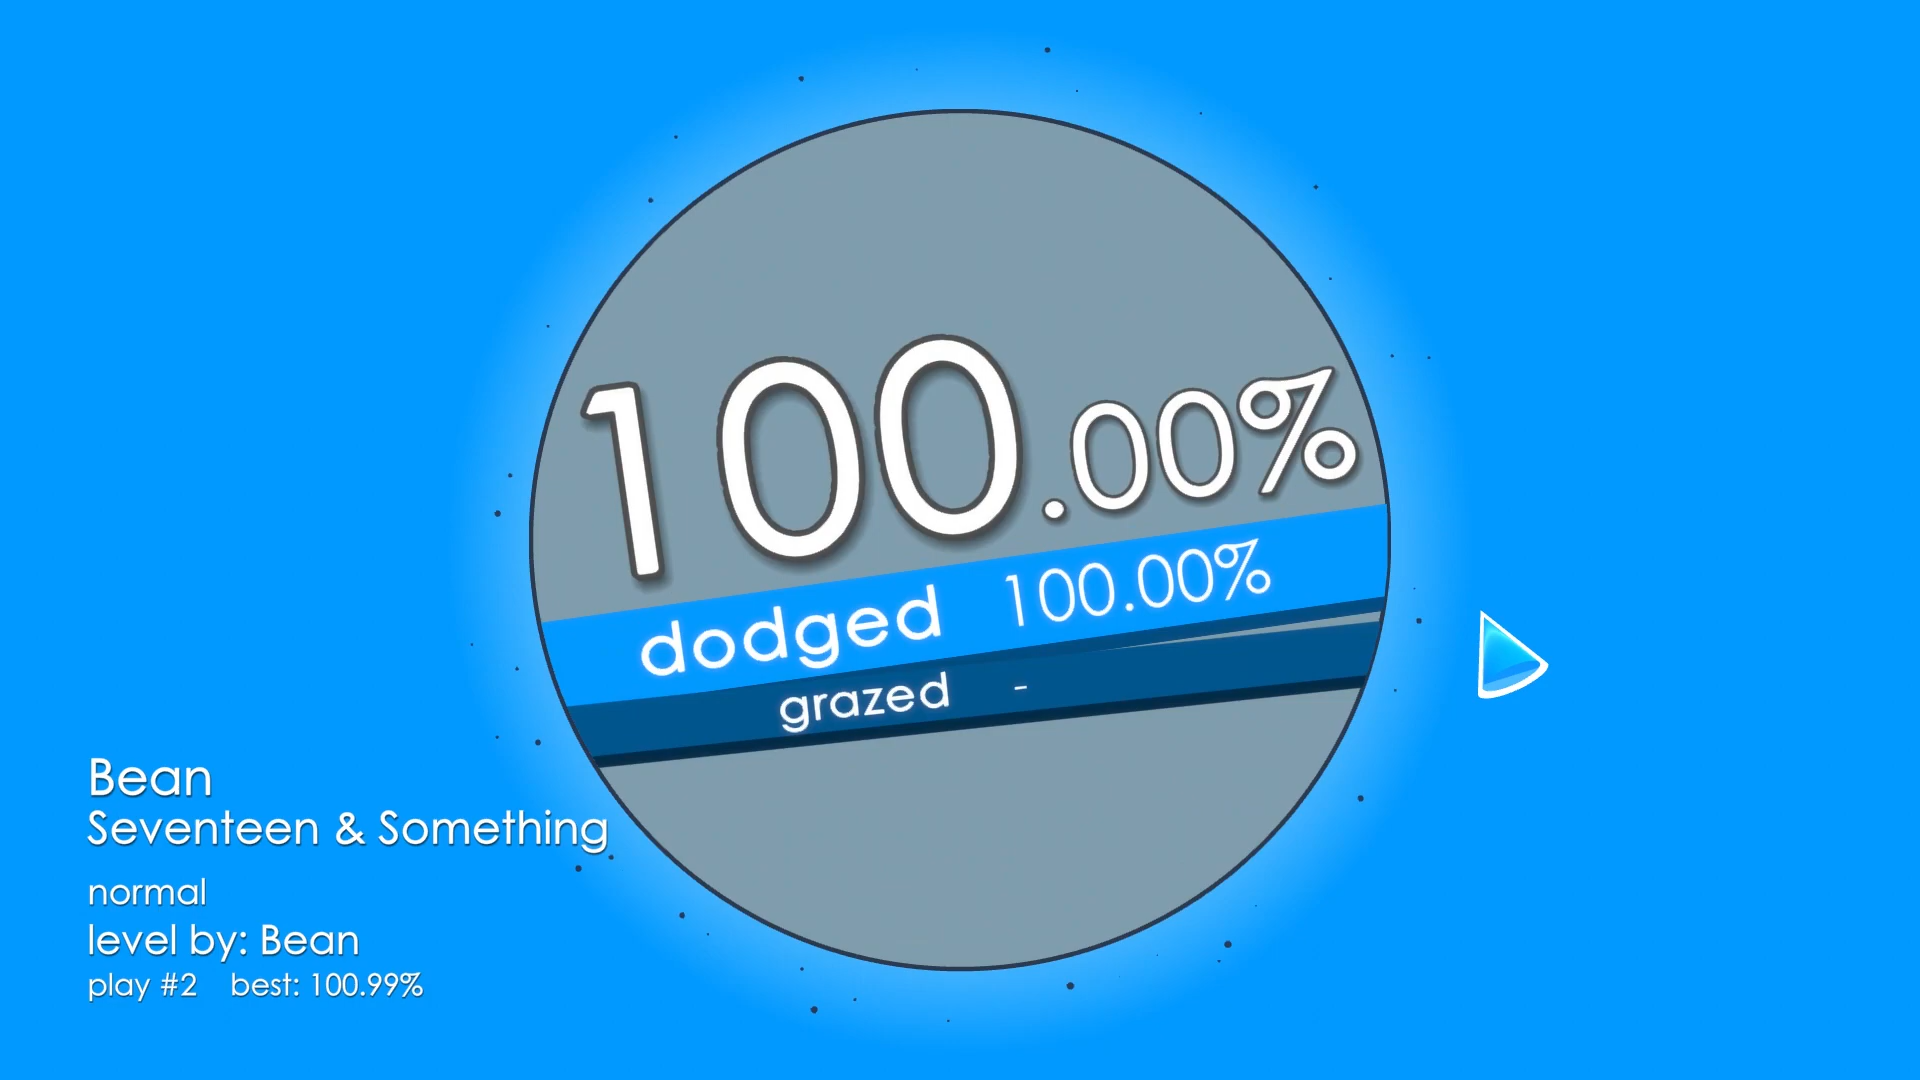 100.00%
dodged 100.00%
grazed -
Bean
Seventeen & Something
normal
level by: Bean
play #2 best: 100.99%